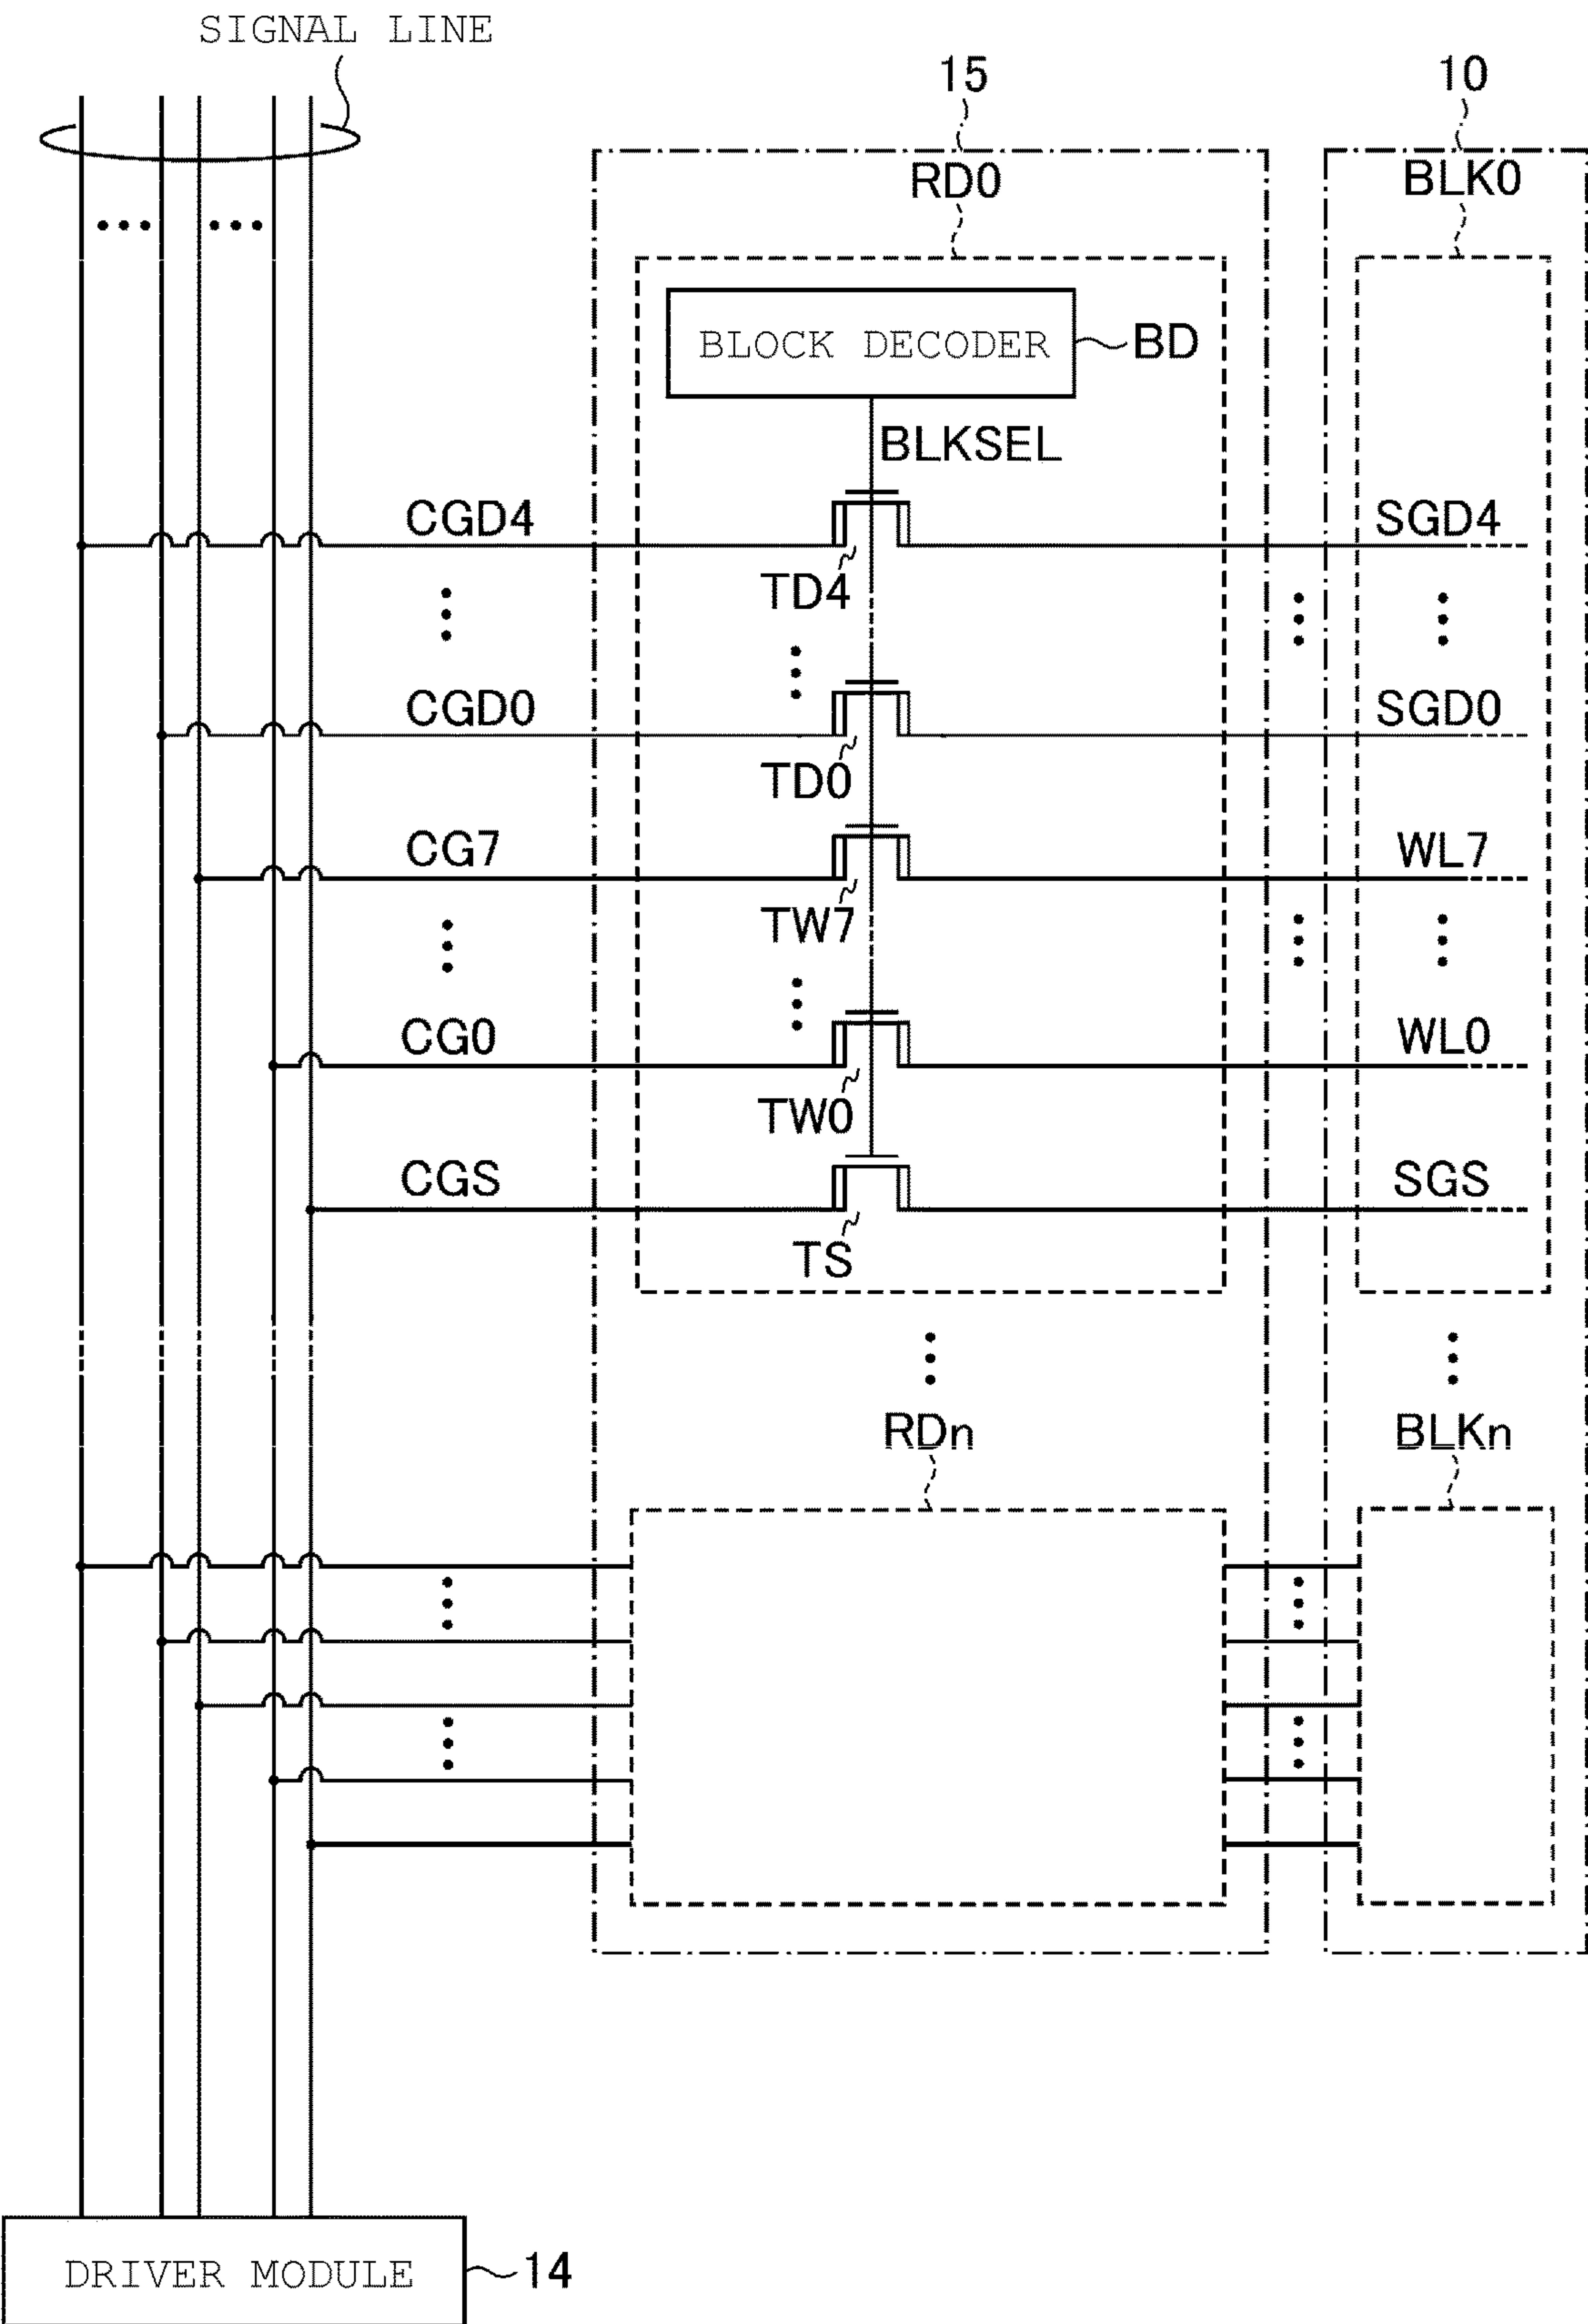 SIGNAL LINE
15
10
RD0
BLK0
BLOCK DECODER
BD
BLKSEL
CGD4
SGD4
TD4
CGD0
SGD0
TD0
CG7
WL7
TW7
CG0
WL0
TW0
CGS
SGS
TS
RDn
BLKn
DRIVER MODULE
14